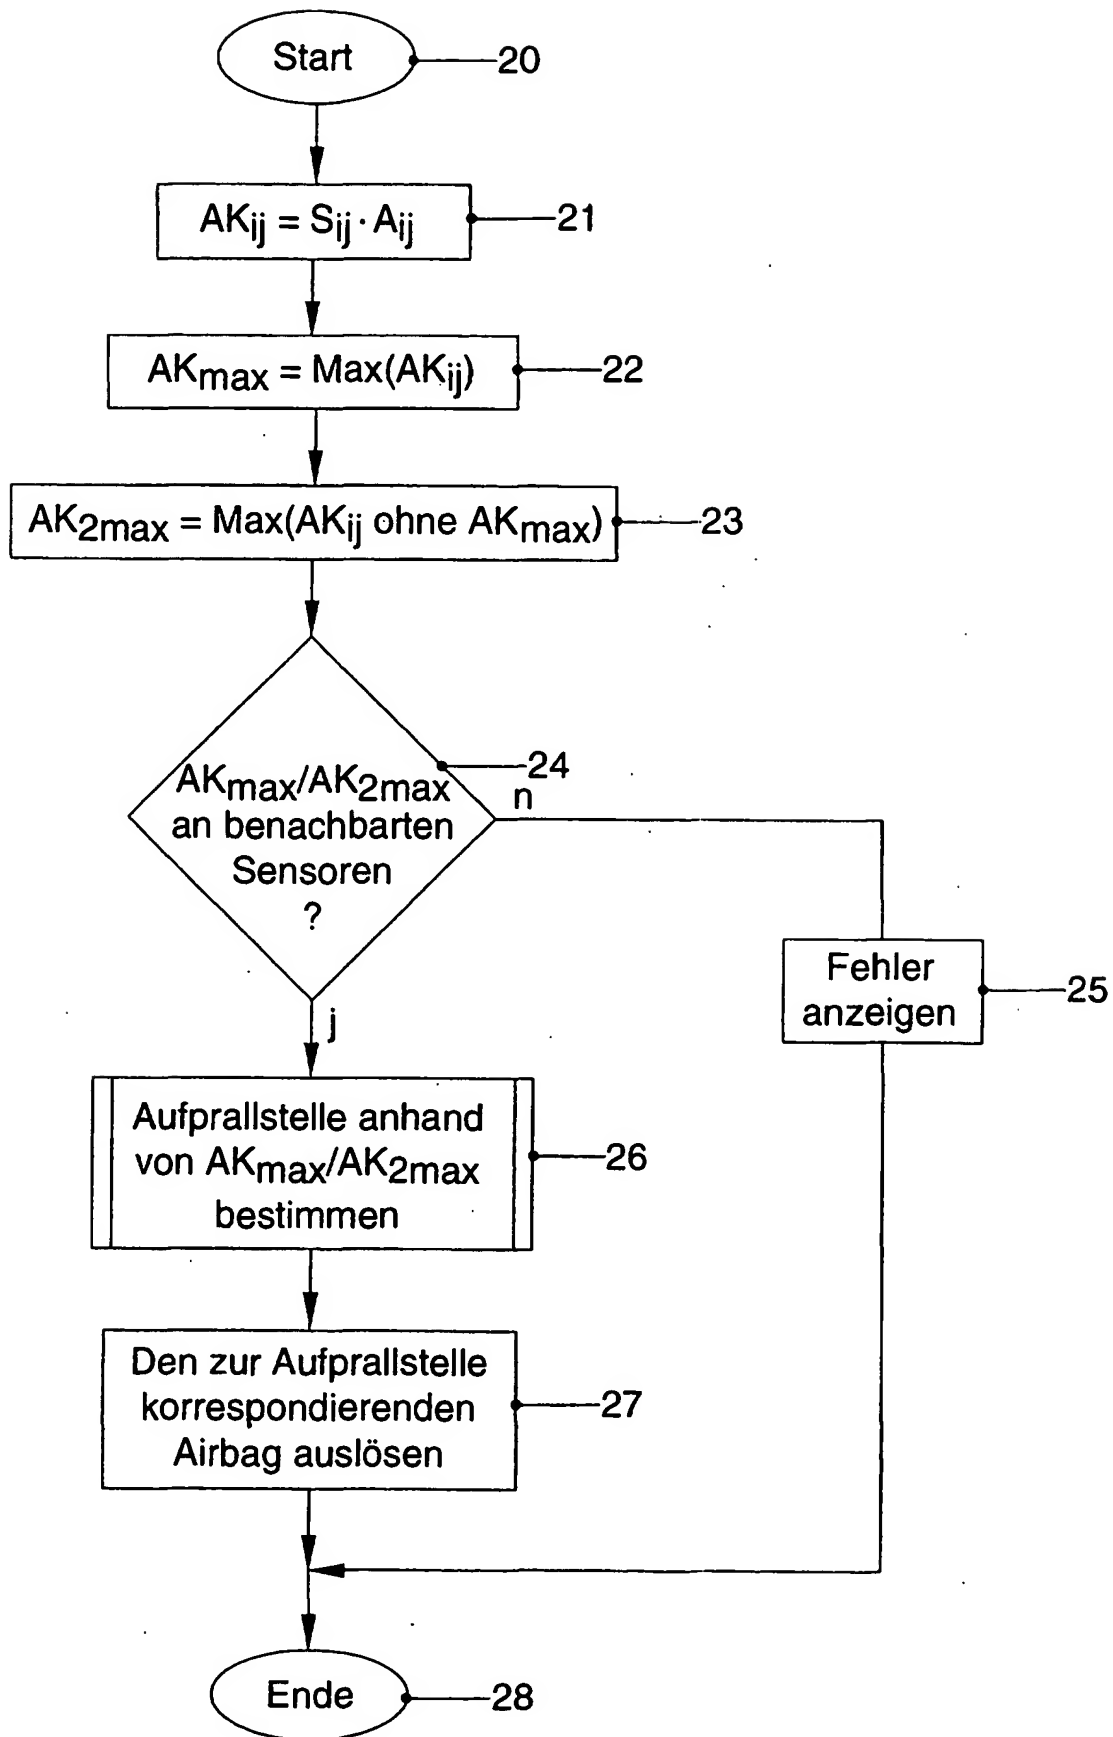 Start
20
AKij = Sij · Aij
21
AKmax = Max(AKij)
22
AK2max = Max(AKij ohne AKmax)
23
24
AKmax/AK2max
an benachbarten
Sensoren
?
n
Fehler
anzeigen
25
j
Aufprallstelle anhand
von AKmax/AK2max
bestimmen
26
Den zur Aufprallstelle
korrespondierenden
Airbag auslösen
27
Ende
28